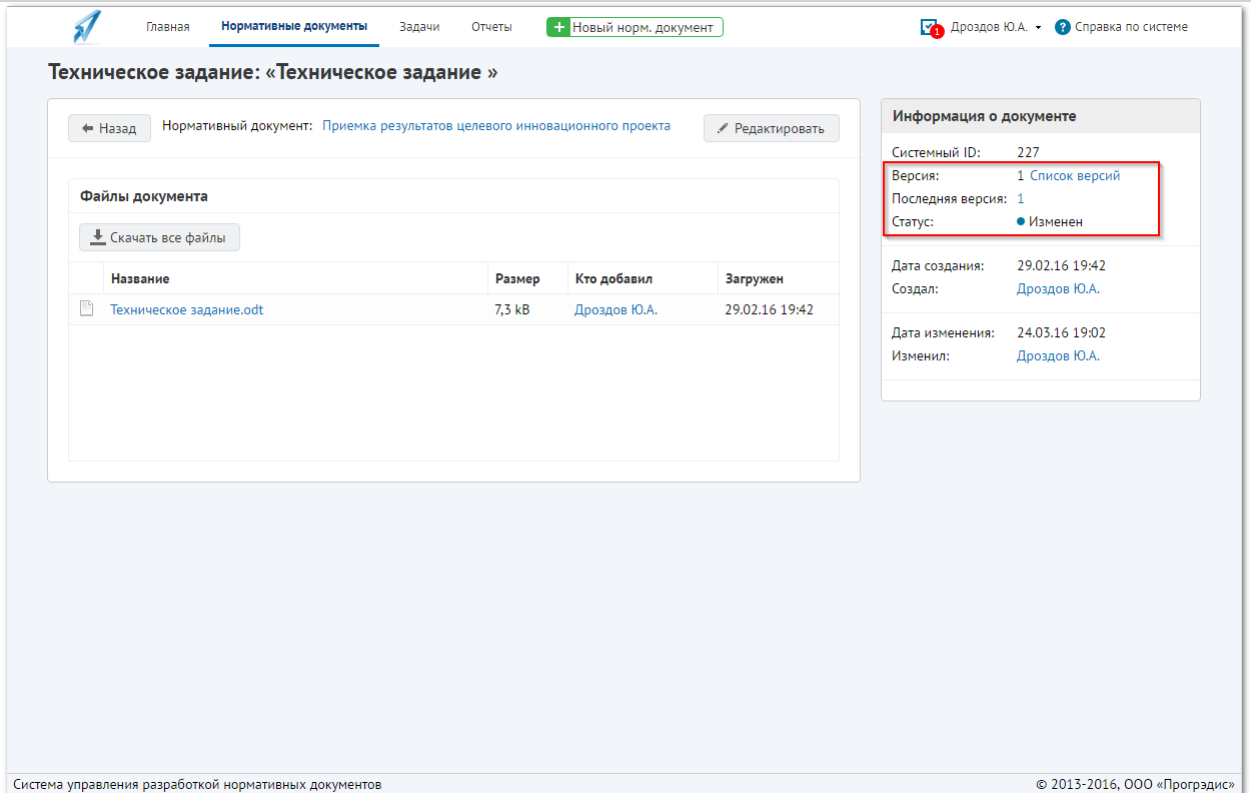 Главная Нормативные документы Задачи Отчеты + Новый норм. документ 1 Дроздов Ю.А. ? Справка по системе
Техническое задание: «Техническое задание »
Назад Нормативный документ: Приемка результатов целевого инновационного проекта Редактировать
Файлы документа
Скачать все файлы
Название Размер Кто добавил Загружен
Техническое задание.odt 7,3 kB Дроздов Ю.А. 29.02.16 19:42
Информация о документе
Системный ID: 227
Версия: 1 Список версий
Последняя версия: 1
Статус: Изменен
Дата создания: 29.02.16 19:42
Создал: Дроздов Ю.А.
Дата изменения: 24.03.16 19:02
Изменил: Дроздов Ю.А.
Система управления разработкой нормативных документов © 2013-2016, ООО «Прогрэдис»